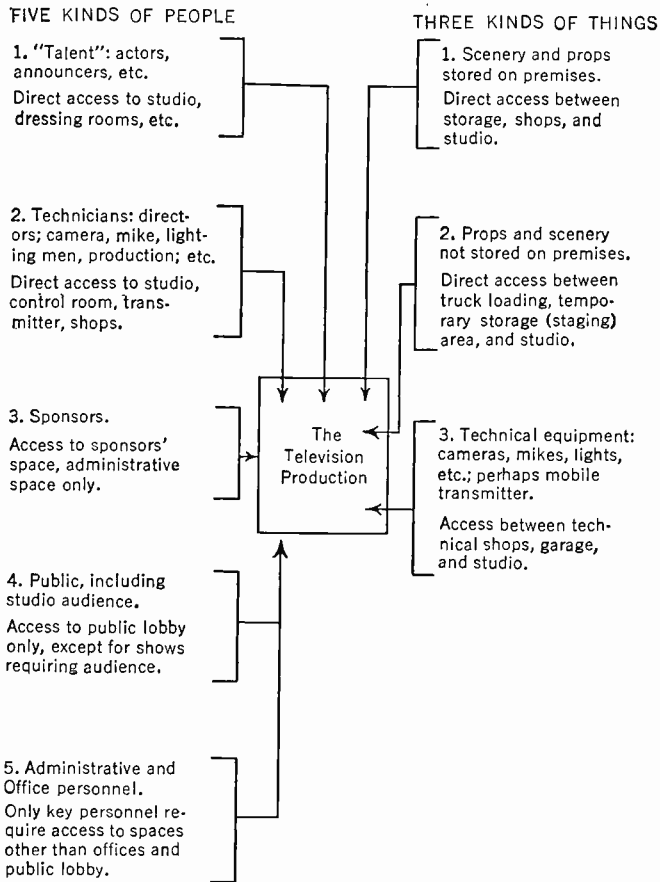 FIVE KINDS OF PEOPLE
1. "Talent": actors,
announcers, etc.
Direct access to studio,
dressing rooms, etc.
2. Technicians: direct-
ors; camera, mike, light-
ing men, production; etc.
Direct access to studio,
control room, trans-
mitter, shops.
3. Sponsors.
Access to sponsors'
space, administrative
space only.
4. Public, including
studio audience.
Access to public lobby
only, except for shows
requiring audience.
5. Administrative and
Office personnel.
Only key personnel re-
quire access to spaces
other than offices and
public lobby.
The
Television
Production
THREE KINDS OF THINGS
1. Scenery and props
stored on premises.
Direct access between
storage, shops, and
studio.
2. Props and scenery
not stored on premises.
Direct access between
truck loading, tempo-
rary storage (staging)
area, and studio.
3. Technical equipment:
cameras, mikes, lights,
etc.; perhaps mobile
transmitter.
Access between tech-
nical shops, garage,
and studio.